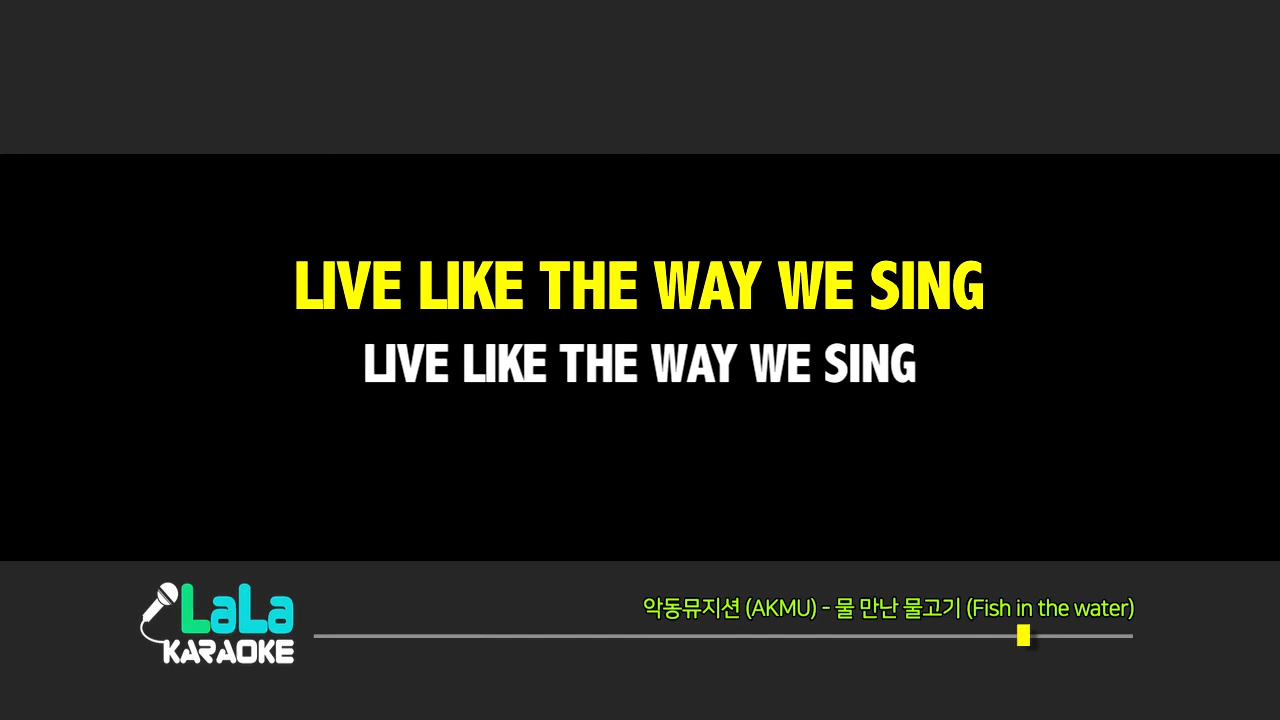 LIVE LIKE THE WAY WE SING
LIVE LIKE THE WAY WE SING
LaLa
KARAOKE
악동뮤지션 (AKMU) - 물 만난 물고기 (Fish in the water)